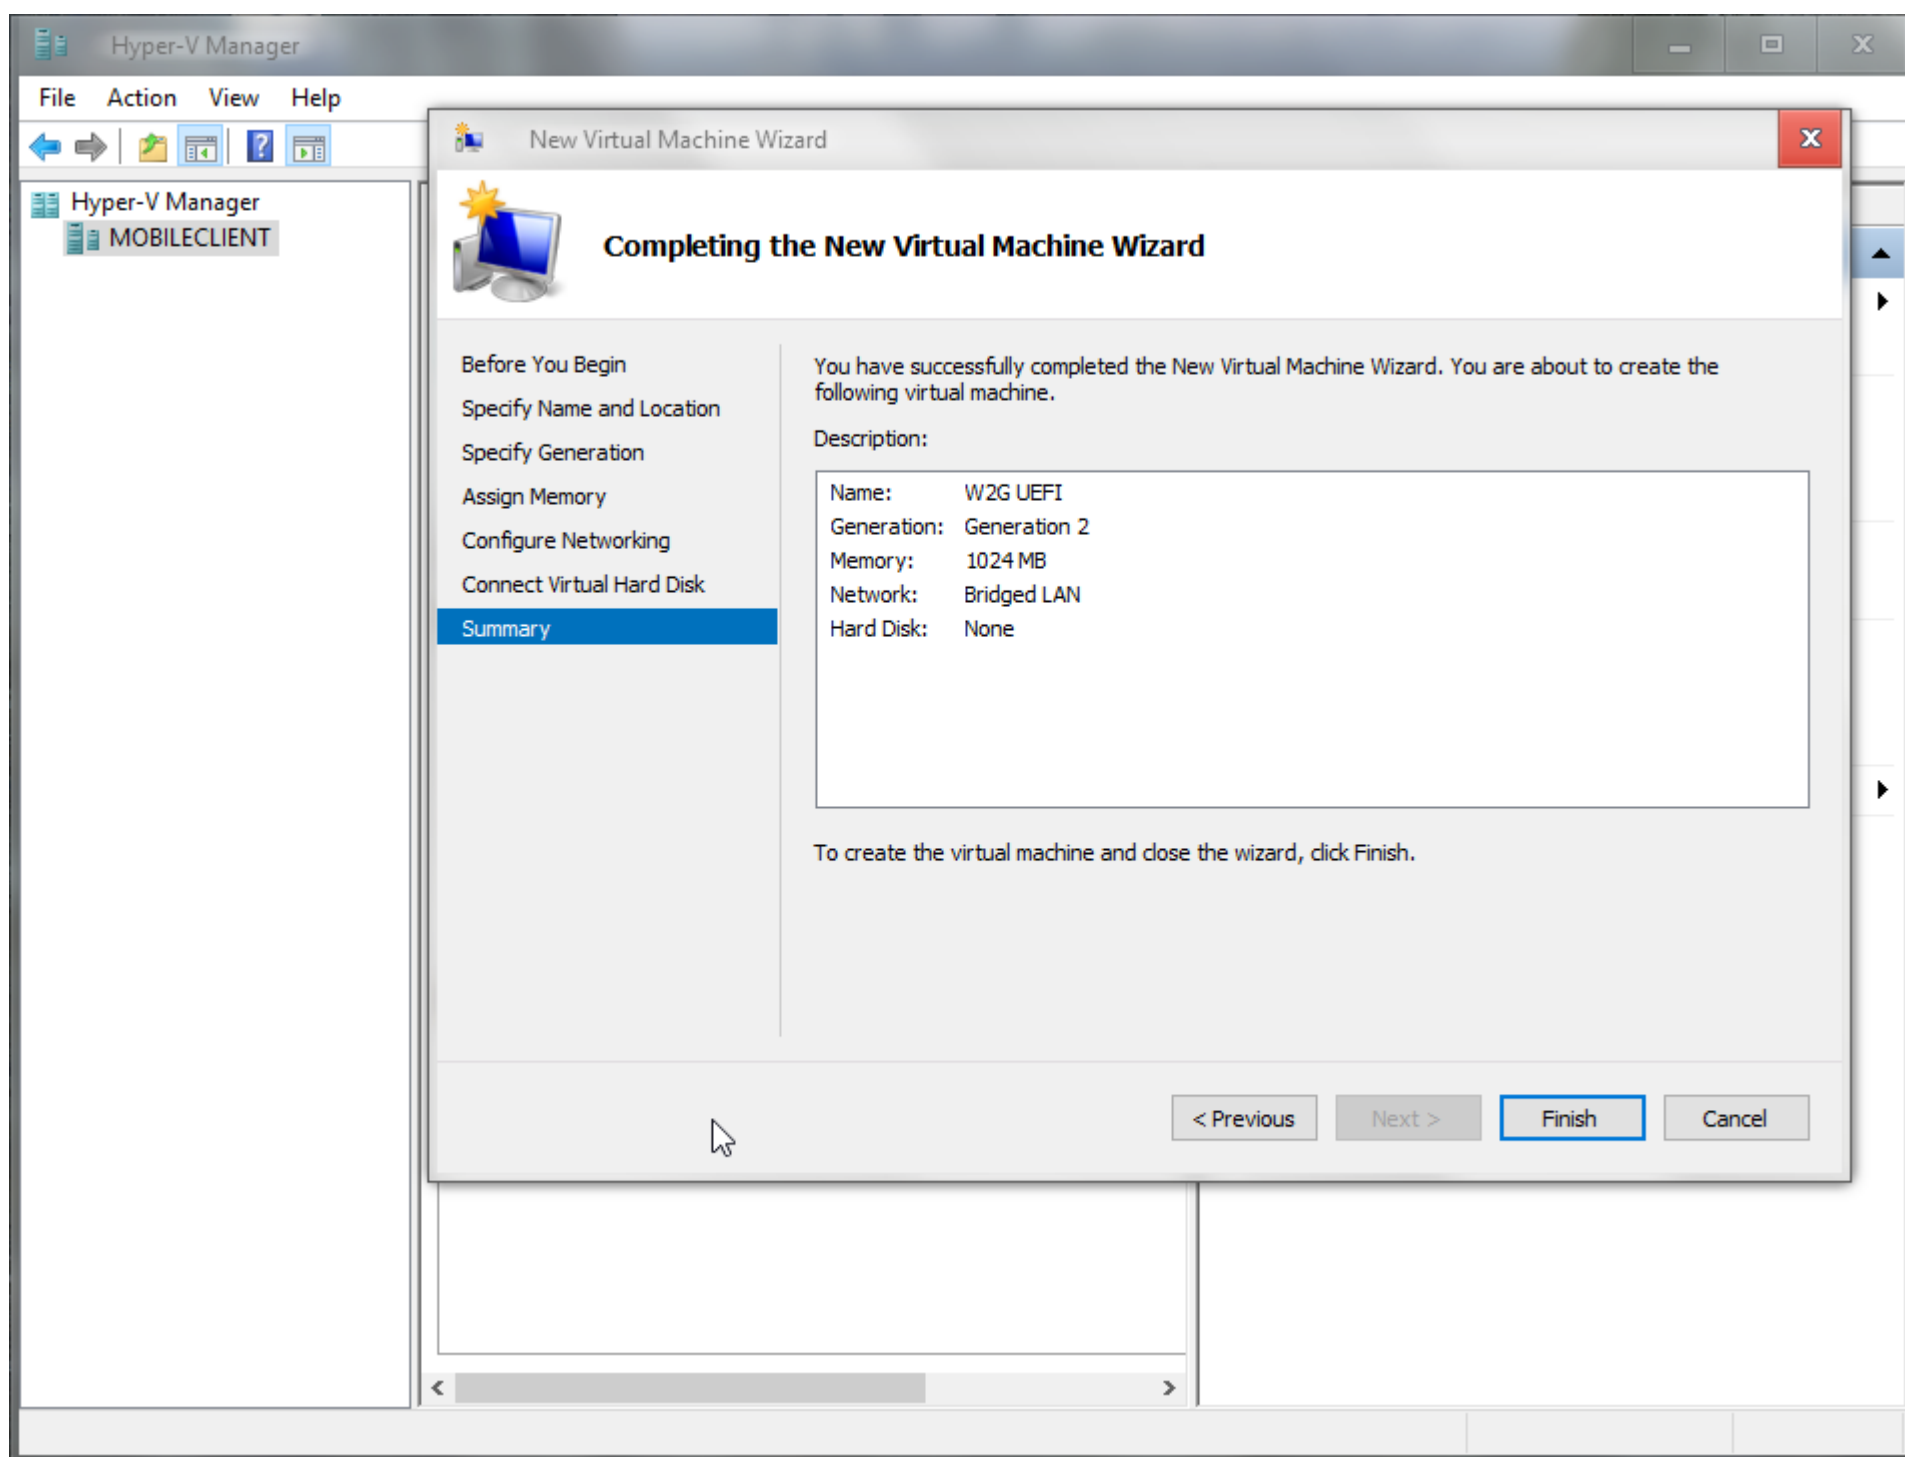 Hyper-V Manager
File Action View Help
Hyper-V Manager
MOBILECLIENT
New Virtual Machine Wizard
Completing the New Virtual Machine Wizard
Before You Begin
Specify Name and Location
Specify Generation
Assign Memory
Configure Networking
Connect Virtual Hard Disk
Summary
You have successfully completed the New Virtual Machine Wizard. You are about to create the
following virtual machine.
Description:
Name: W2G UEFI
Generation: Generation 2
Memory: 1024 MB
Network: Bridged LAN
Hard Disk: None
To create the virtual machine and close the wizard, click Finish.
< Previous Next > Finish Cancel